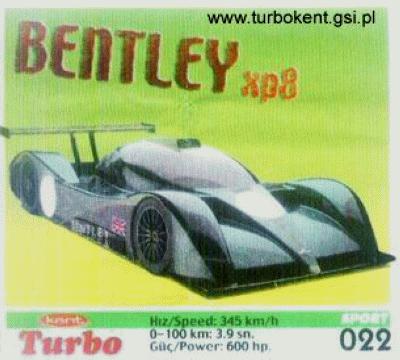 www.turbokent.gsi.pl
BENTLEY
xp8
BENTLEY
kent
Turbo
Hız/Speed: 345 km/h
0-100 km: 3.9 sn.
Güç/Power: 600 hp.
SPORT
022